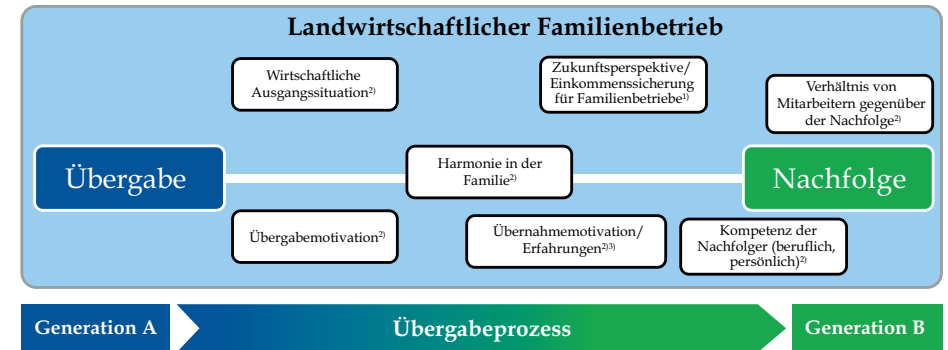 Landwirtschaftlicher Familienbetrieb
Wirtschaftliche
Ausgangssituation²⁾
Zukunftsperspektive/
Einkommenssicherung
für Familienbetriebe¹⁾
Verhältnis von
Mitarbeitern gegenüber
der Nachfolge²⁾
Übergabe
Harmonie in der
Familie²⁾
Nachfolge
Übergabemotivation²⁾
Übernahmemotivation/
Erfahrungen²⁾³⁾
Kompetenz der
Nachfolger (beruflich,
persönlich)²⁾
Generation A
Übergabeprozess
Generation B